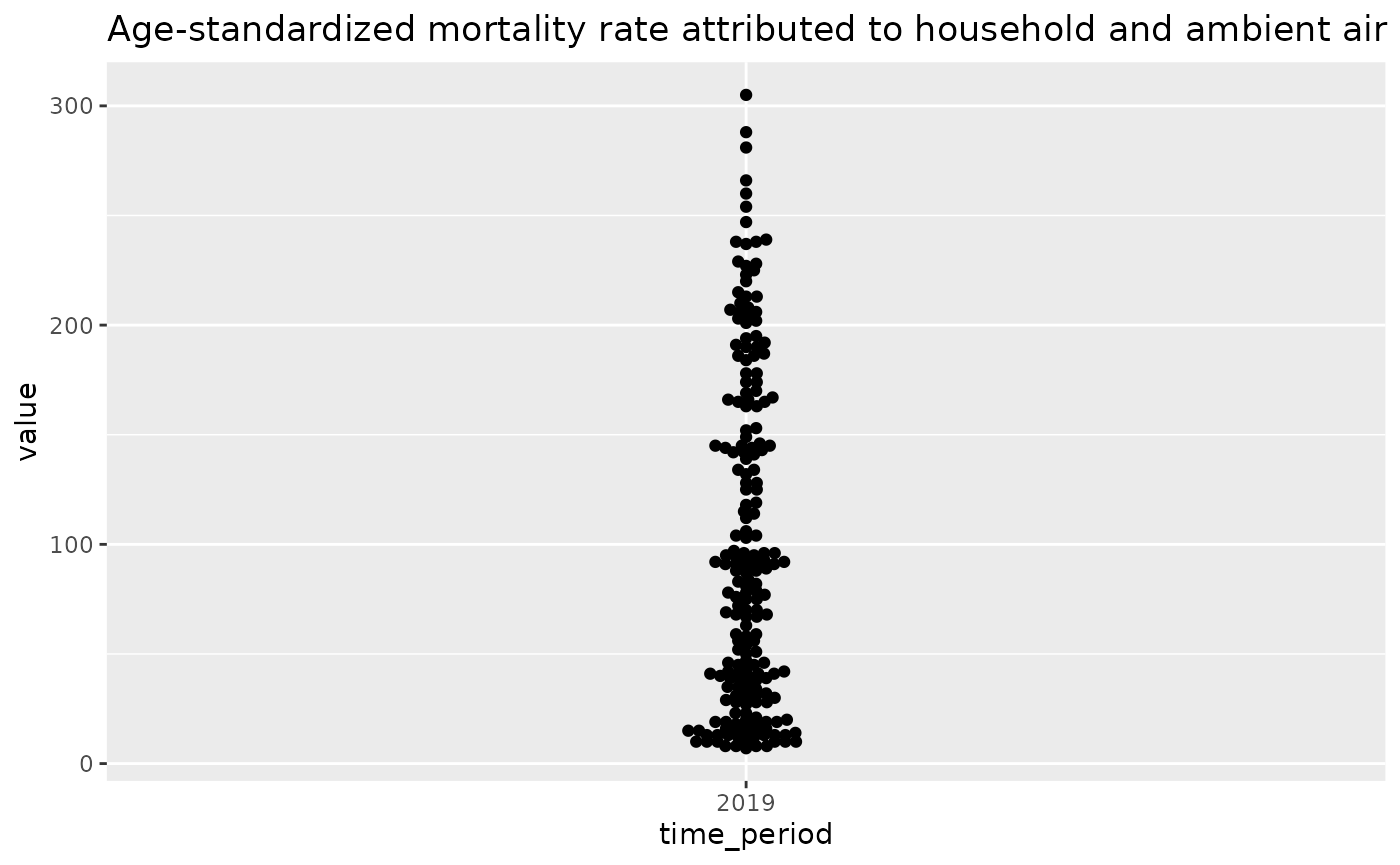 Age-standardized mortality rate attributed to household and ambient air
300
200
100
0
value
2019
time_period